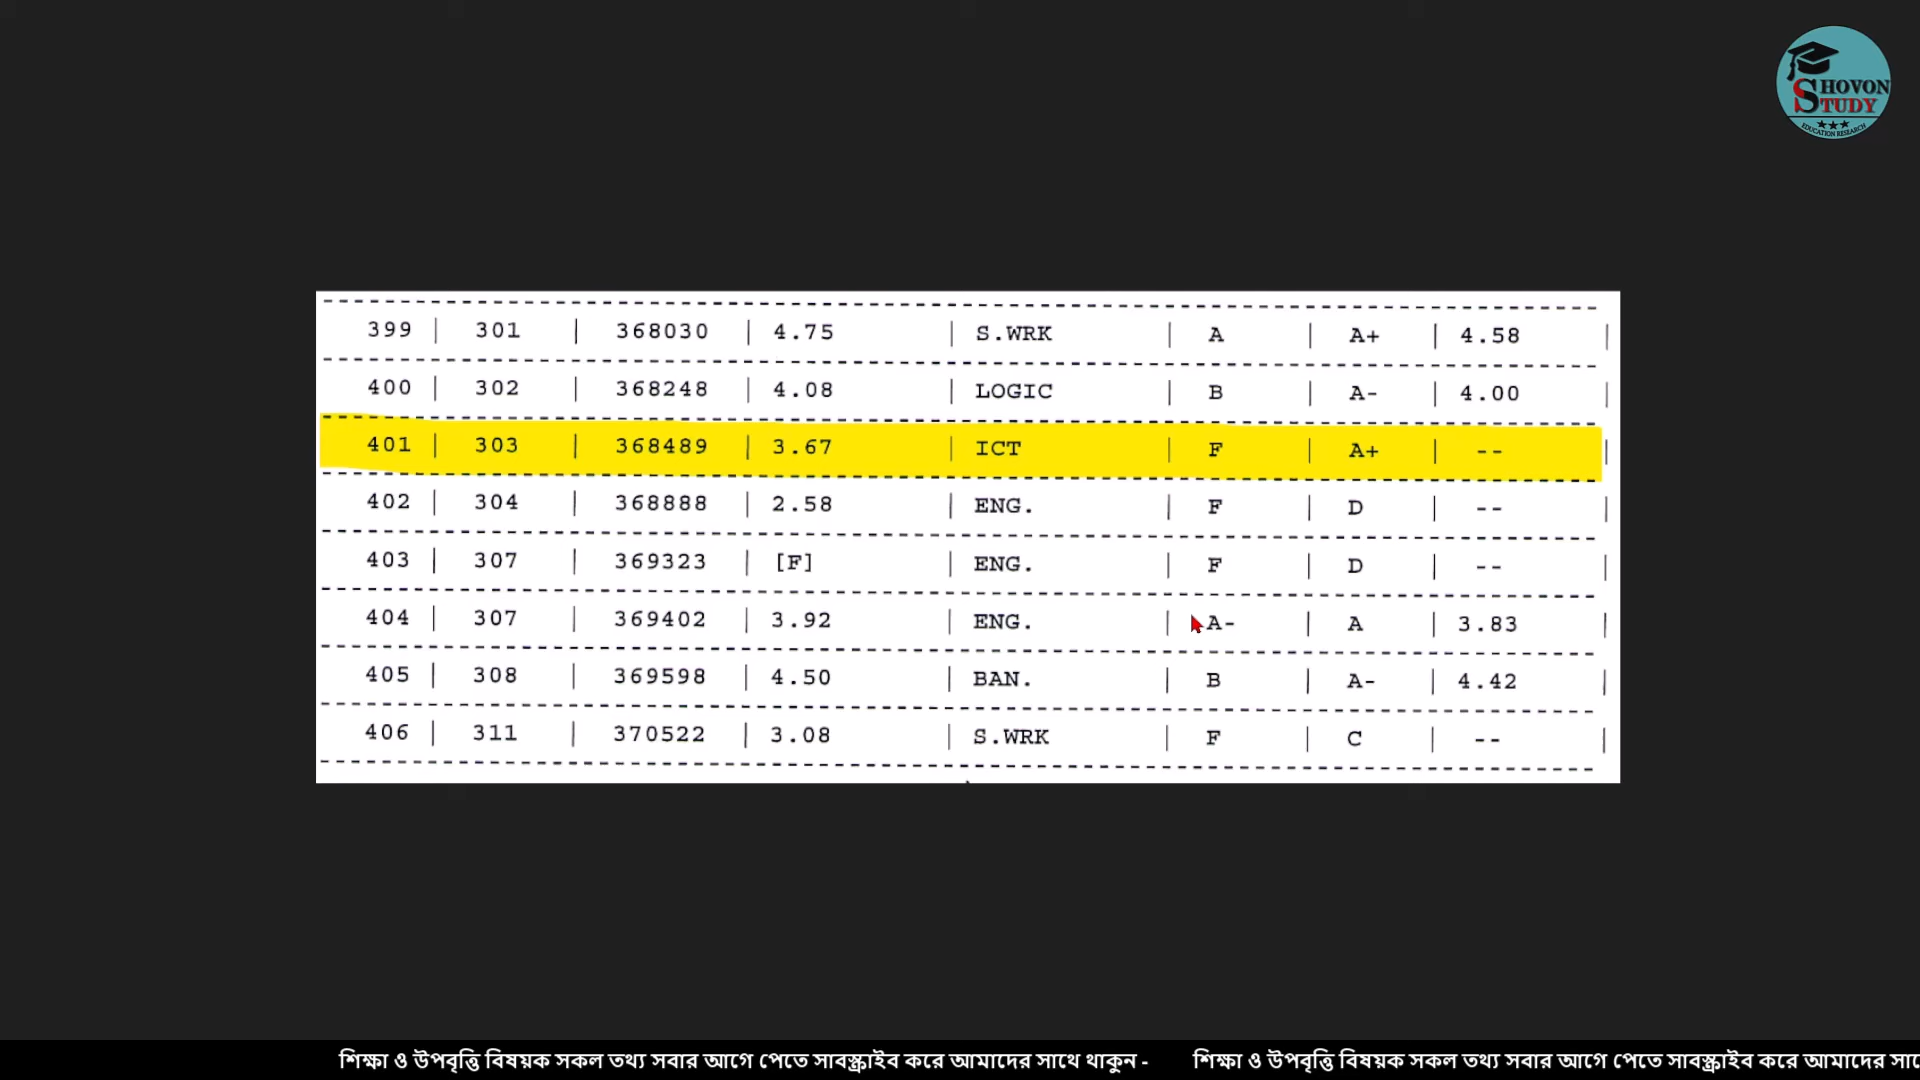 SHOVON
STUDY
EDUCATION RESEARCH
399 | 301 | 368030 | 4.75 | S.WRK | A | A+ | 4.58 |
400 | 302 | 368248 | 4.08 | LOGIC | B | A- | 4.00 |
401 | 303 | 368489 | 3.67 | ICT | F | A+ | -- |
402 | 304 | 368888 | 2.58 | ENG. | F | D | -- |
403 | 307 | 369323 | [F] | ENG. | F | D | -- |
404 | 307 | 369402 | 3.92 | ENG. | A- | A | 3.83 |
405 | 308 | 369598 | 4.50 | BAN. | B | A- | 4.42 |
406 | 311 | 370522 | 3.08 | S.WRK | F | C | -- |
শিক্ষা ও উপবৃত্তি বিষয়ক সকল তথ্য সবার আগে পেতে সাবস্ক্রাইব করে আমাদের সাথে থাকুন - শিক্ষা ও উপবৃত্তি বিষয়ক সকল তথ্য সবার আগে পেতে সাবস্ক্রাইব করে আমাদের